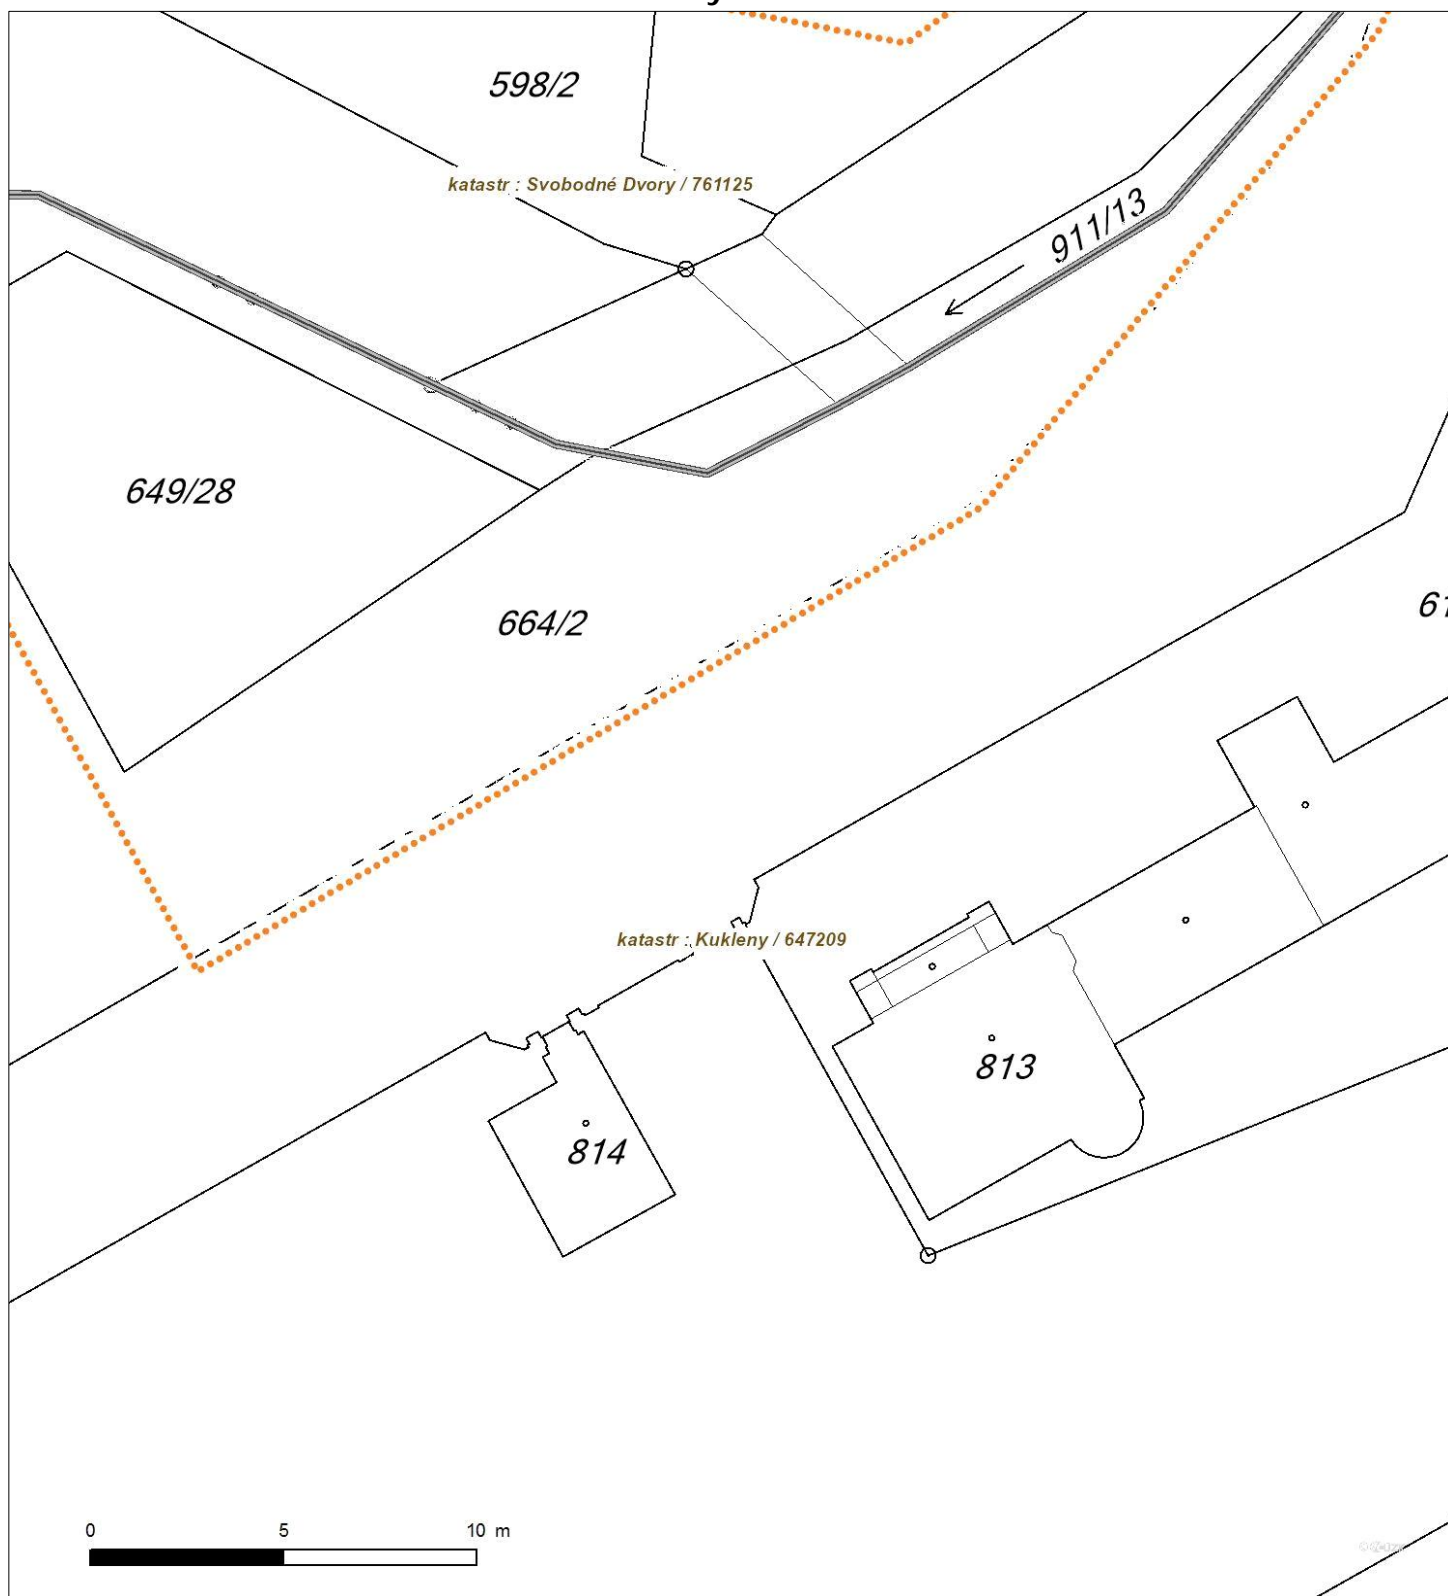 598/2
katastr : Svobodné Dvory / 761125
911/13
649/28
664/2
61
katastr : Kukleny / 647209
813
814
0 5 10 m